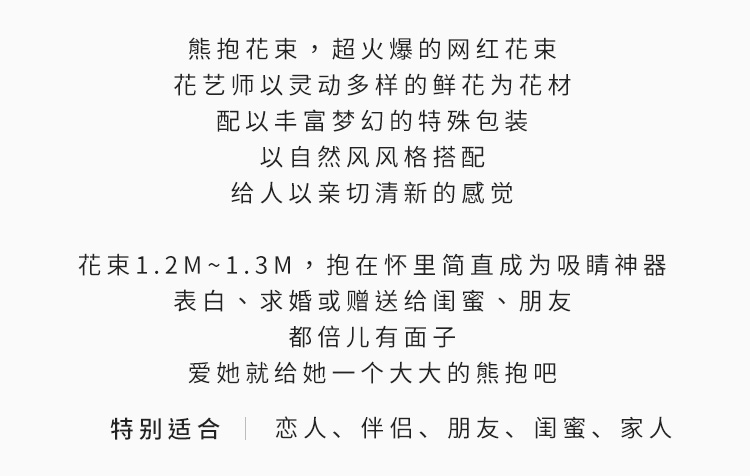 熊抱花束，超火爆的网红花束
花艺师以灵动多样的鲜花为花材
配以丰富梦幻的特殊包装
以自然风风格搭配
给人以亲切清新的感觉
花束1.2M~1.3M，抱在怀里简直成为吸睛神器
表白、求婚或赠送给闺蜜、朋友
都倍儿有面子
爱她就给她一个大大的熊抱吧
特别适合｜恋人、伴侣、朋友、闺蜜、家人